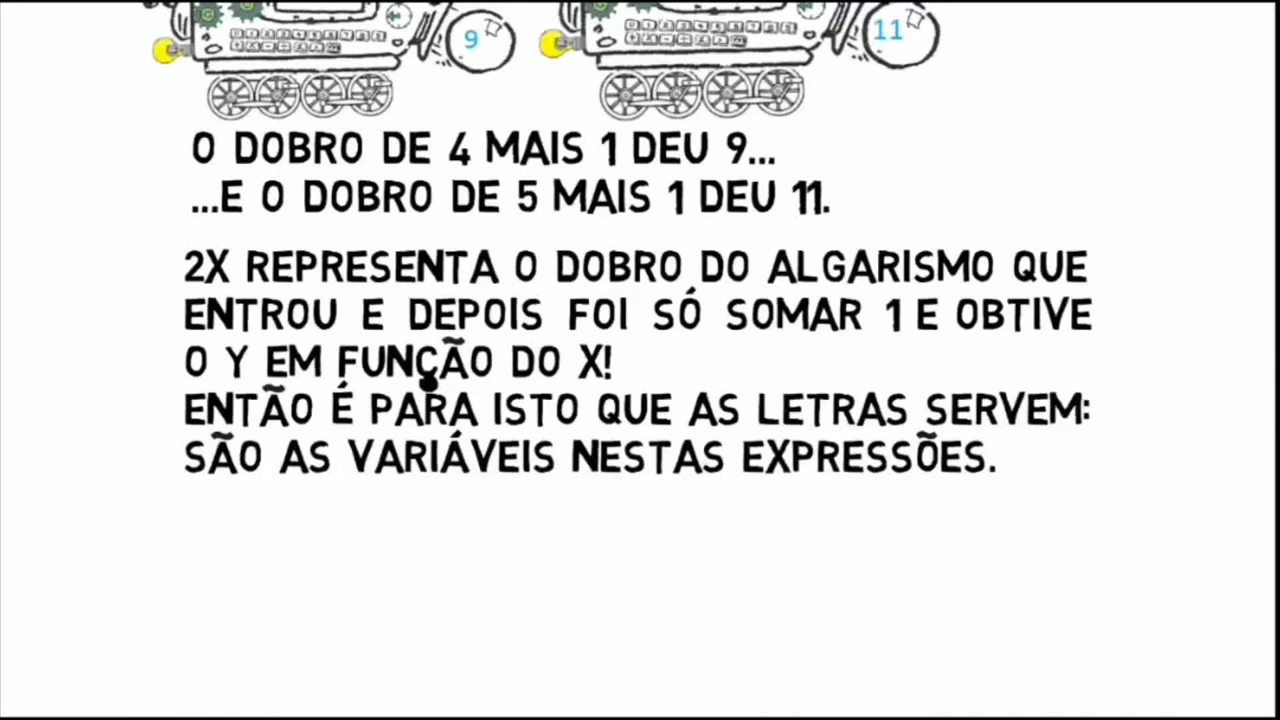 9 11
O DOBRO DE 4 MAIS 1 DEU 9...
...E O DOBRO DE 5 MAIS 1 DEU 11.
2X REPRESENTA O DOBRO DO ALGARISMO QUE
ENTROU E DEPOIS FOI SÓ SOMAR 1 E OBTIVE
O Y EM FUNÇÃO DO X!
ENTÃO É PARA ISTO QUE AS LETRAS SERVEM:
SÃO AS VARIÁVEIS NESTAS EXPRESSÕES.